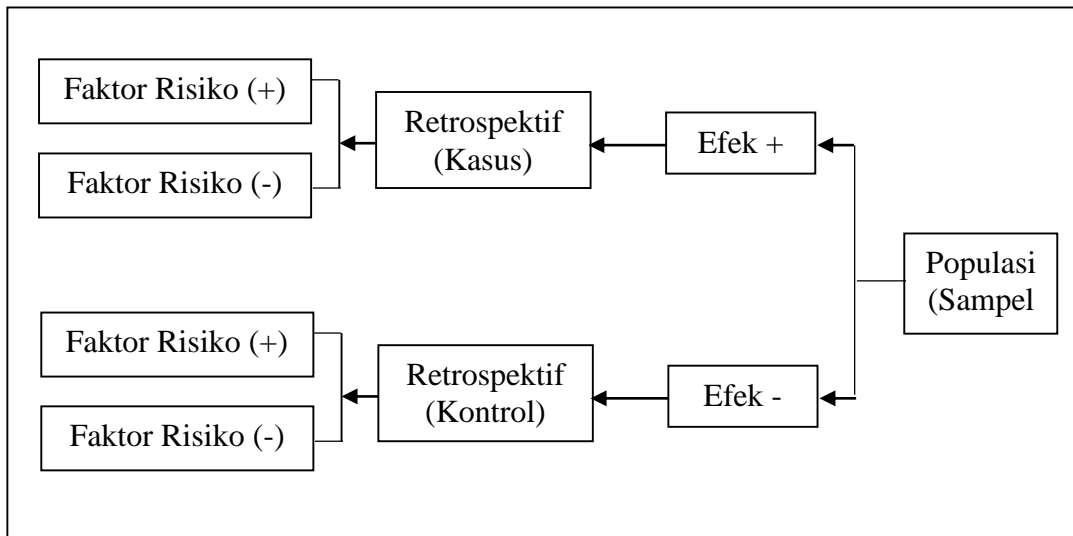 Faktor Risiko (+)
Faktor Risiko (-)
Retrospektif
(Kasus)
Efek +
Populasi
(Sampel
Faktor Risiko (+)
Faktor Risiko (-)
Retrospektif
(Kontrol)
Efek -